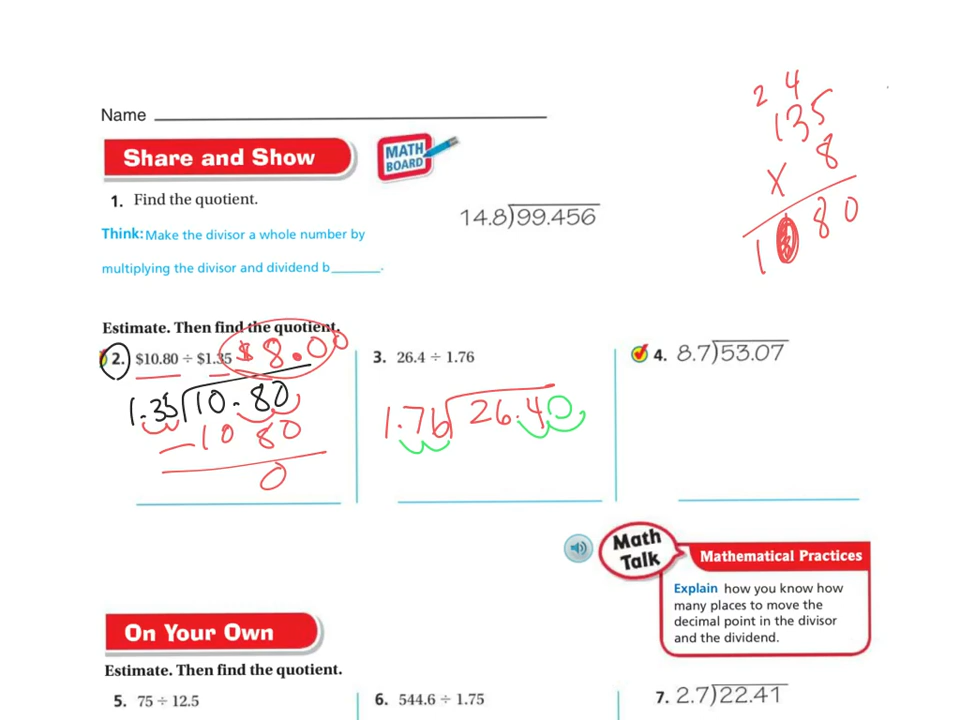 Name
Share and Show
MATH BOARD
1. Find the quotient.
Think: Make the divisor a whole number by
multiplying the divisor and dividend b______.
14.8)99.456
2 4
135
x 8
1 80
Estimate. Then find the quotient.
2. $10.80 ÷ $1.35 $8.00
1.35)10.80
-1080
0
3. 26.4 ÷ 1.76
1.76)26.40
4. 8.7)53.07
Math Talk
Mathematical Practices
Explain how you know how
many places to move the
decimal point in the divisor
and the dividend.
On Your Own
Estimate. Then find the quotient.
5. 75 ÷ 12.5
6. 544.6 ÷ 1.75
7. 2.7)22.41